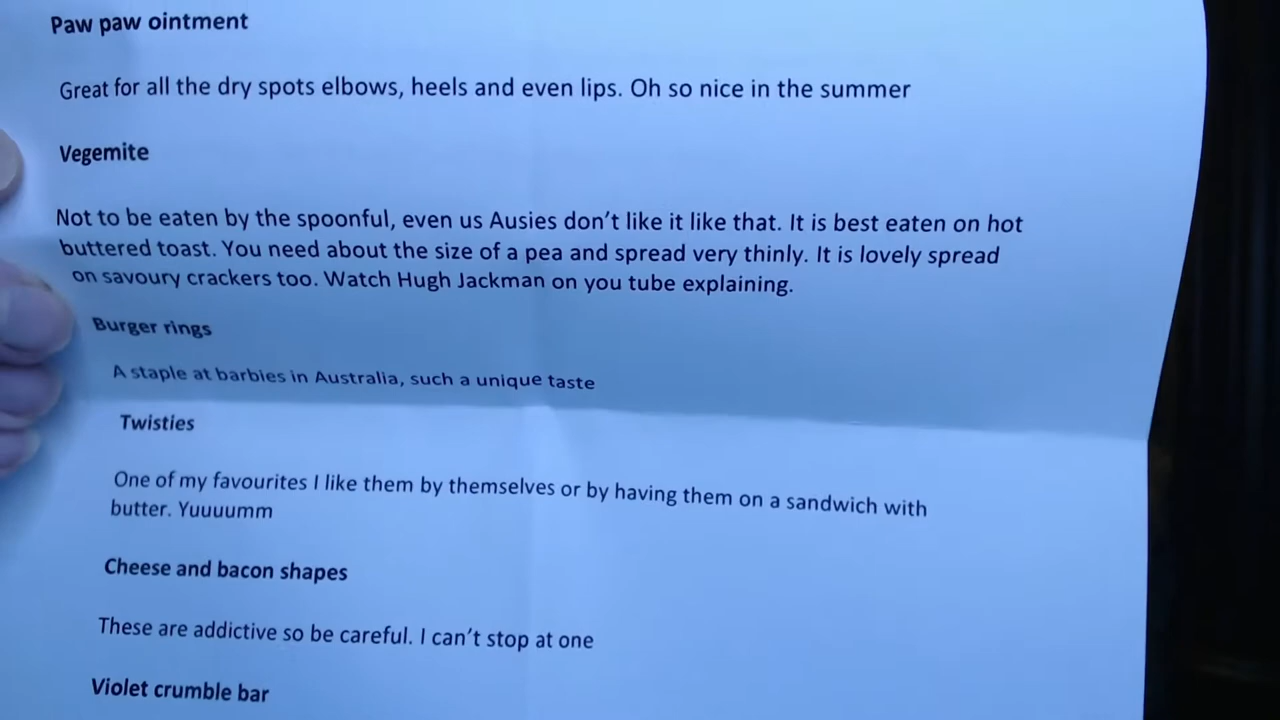 Paw paw ointment
Great for all the dry spots elbows, heels and even lips. Oh so nice in the summer
Vegemite
Not to be eaten by the spoonful, even us Ausies don't like it like that. It is best eaten on hot
buttered toast. You need about the size of a pea and spread very thinly. It is lovely spread
on savoury crackers too. Watch Hugh Jackman on you tube explaining.
Burger rings
A staple at barbies in Australia, such a unique taste
Twisties
One of my favourites I like them by themselves or by having them on a sandwich with
butter. Yuuuumm
Cheese and bacon shapes
These are addictive so be careful. I can't stop at one
Violet crumble bar